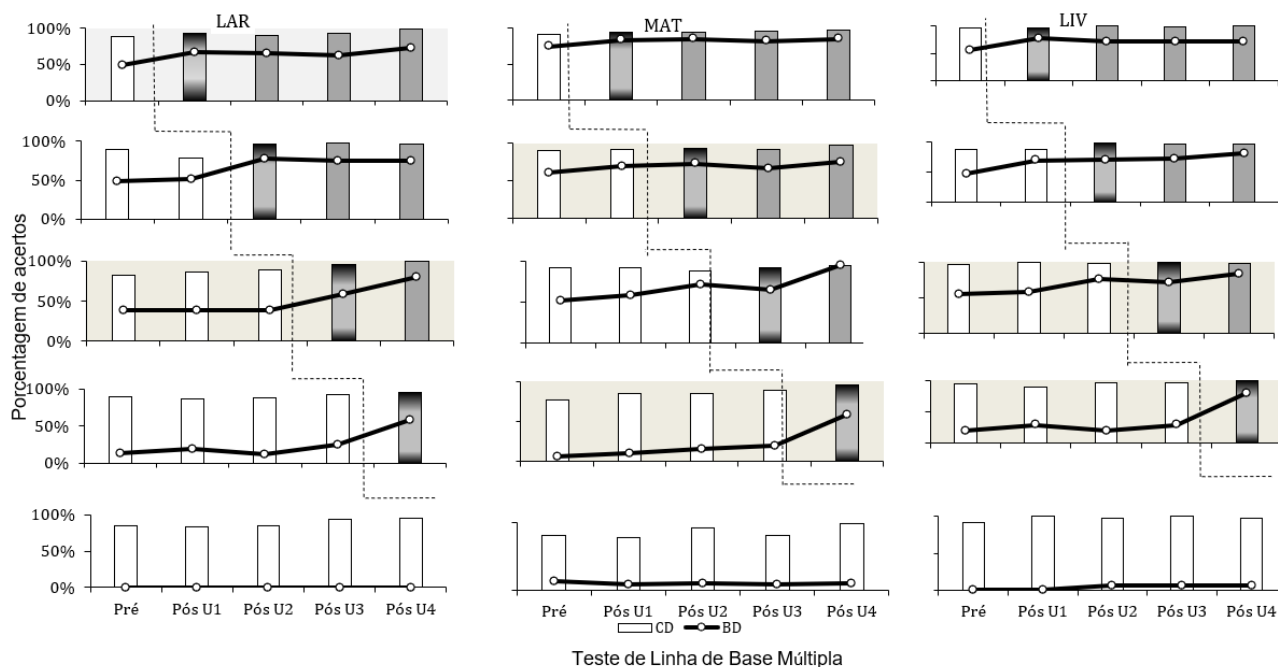 LAR
MAT
LIV
100%
50%
0%
100%
50%
0%
100%
50%
0%
100%
50%
0%
100%
50%
0%
Porcentagem de acertos
Pré Pós U1 Pós U2 Pós U3 Pós U4
Pré Pós U1 Pós U2 Pós U3 Pós U4
Pré Pós U1 Pós U2 Pós U3 Pós U4
CD BD
Teste de Linha de Base Múltipla